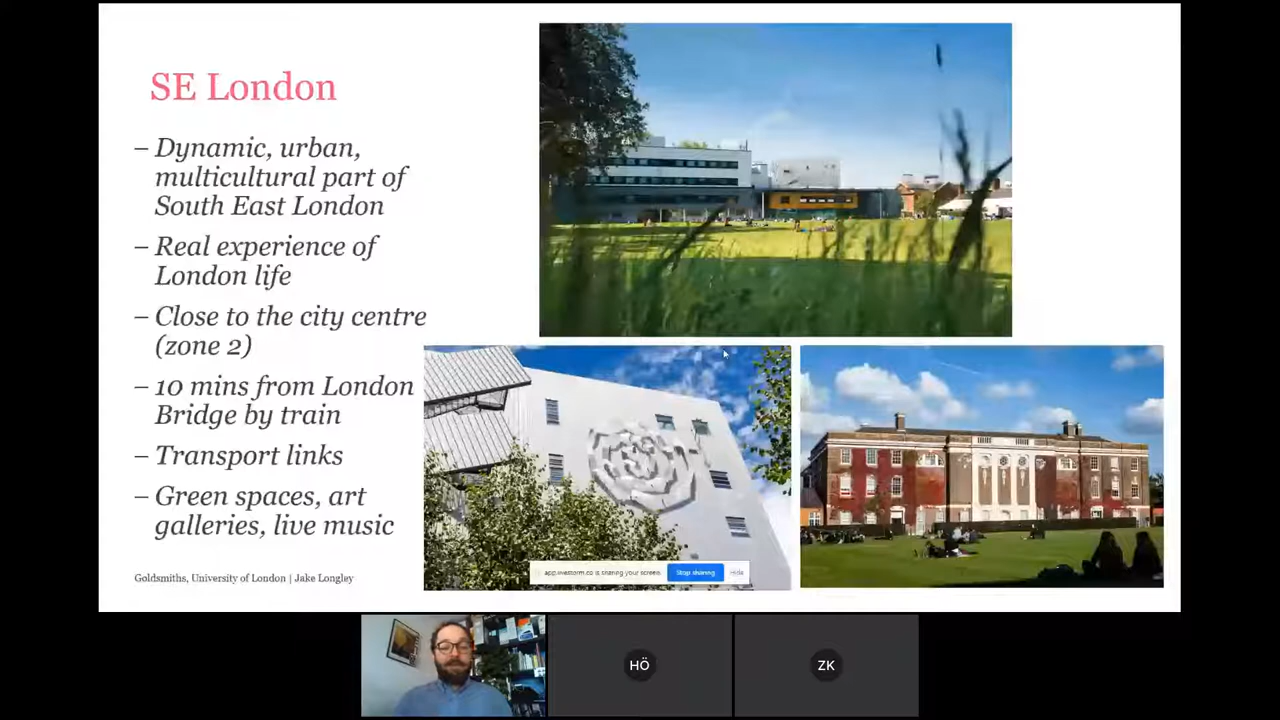 SE London
– Dynamic, urban,
multicultural part of
South East London
– Real experience of
London life
– Close to the city centre
(zone 2)
– 10 mins from London
Bridge by train
– Transport links
– Green spaces, art
galleries, live music
Goldsmiths, University of London | Jake Longley
app.livestorm.co is sharing your screen. Stop sharing Hide
HÖ
ZK